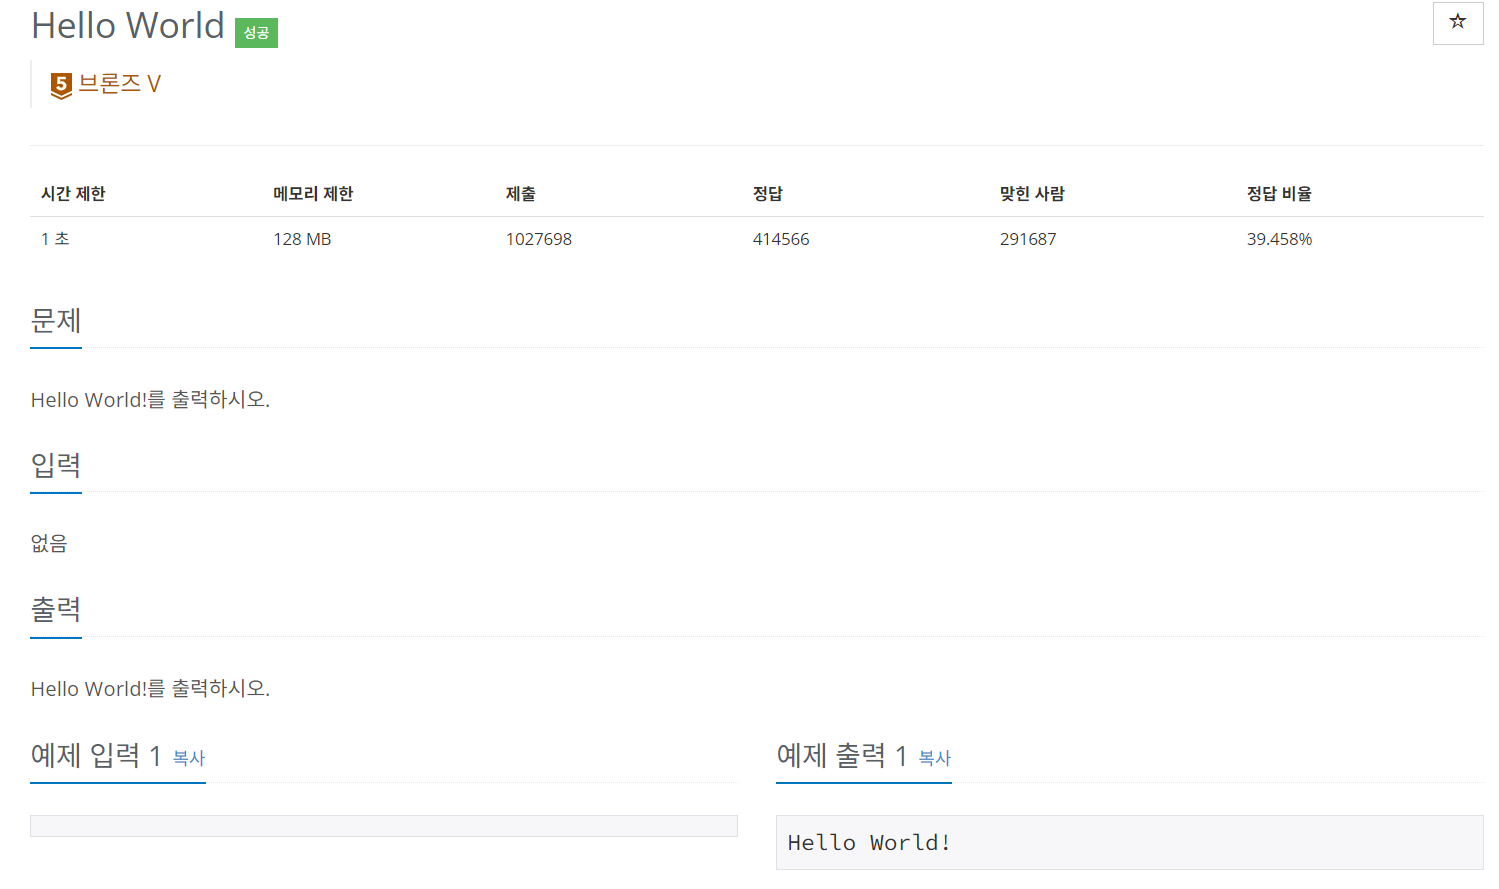 Hello World 성공
☆
5 브론즈 V
시간 제한 메모리 제한 제출 정답 맞힌 사람 정답 비율
1 초 128 MB 1027698 414566 291687 39.458%
문제
Hello World!를 출력하시오.
입력
없음
출력
Hello World!를 출력하시오.
예제 입력 1 복사
예제 출력 1 복사
Hello World!